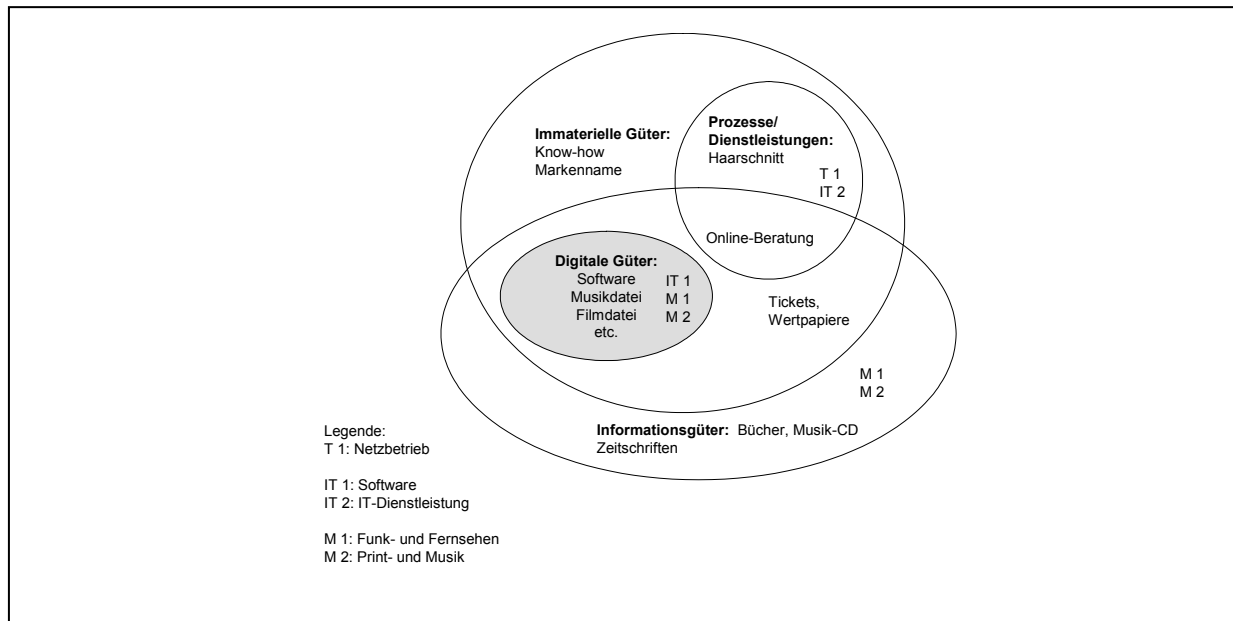 Immaterielle Güter:
Know-how
Markenname
Prozesse/
Dienstleistungen:
Haarschnitt
T 1
IT 2
Online-Beratung
Digitale Güter:
Software IT 1
Musikdatei M 1
Filmdatei M 2
etc.
Tickets,
Wertpapiere
M 1
M 2
Informationsgüter: Bücher, Musik-CD
Zeitschriften
Legende:
T 1: Netzbetrieb
IT 1: Software
IT 2: IT-Dienstleistung
M 1: Funk- und Fernsehen
M 2: Print- und Musik